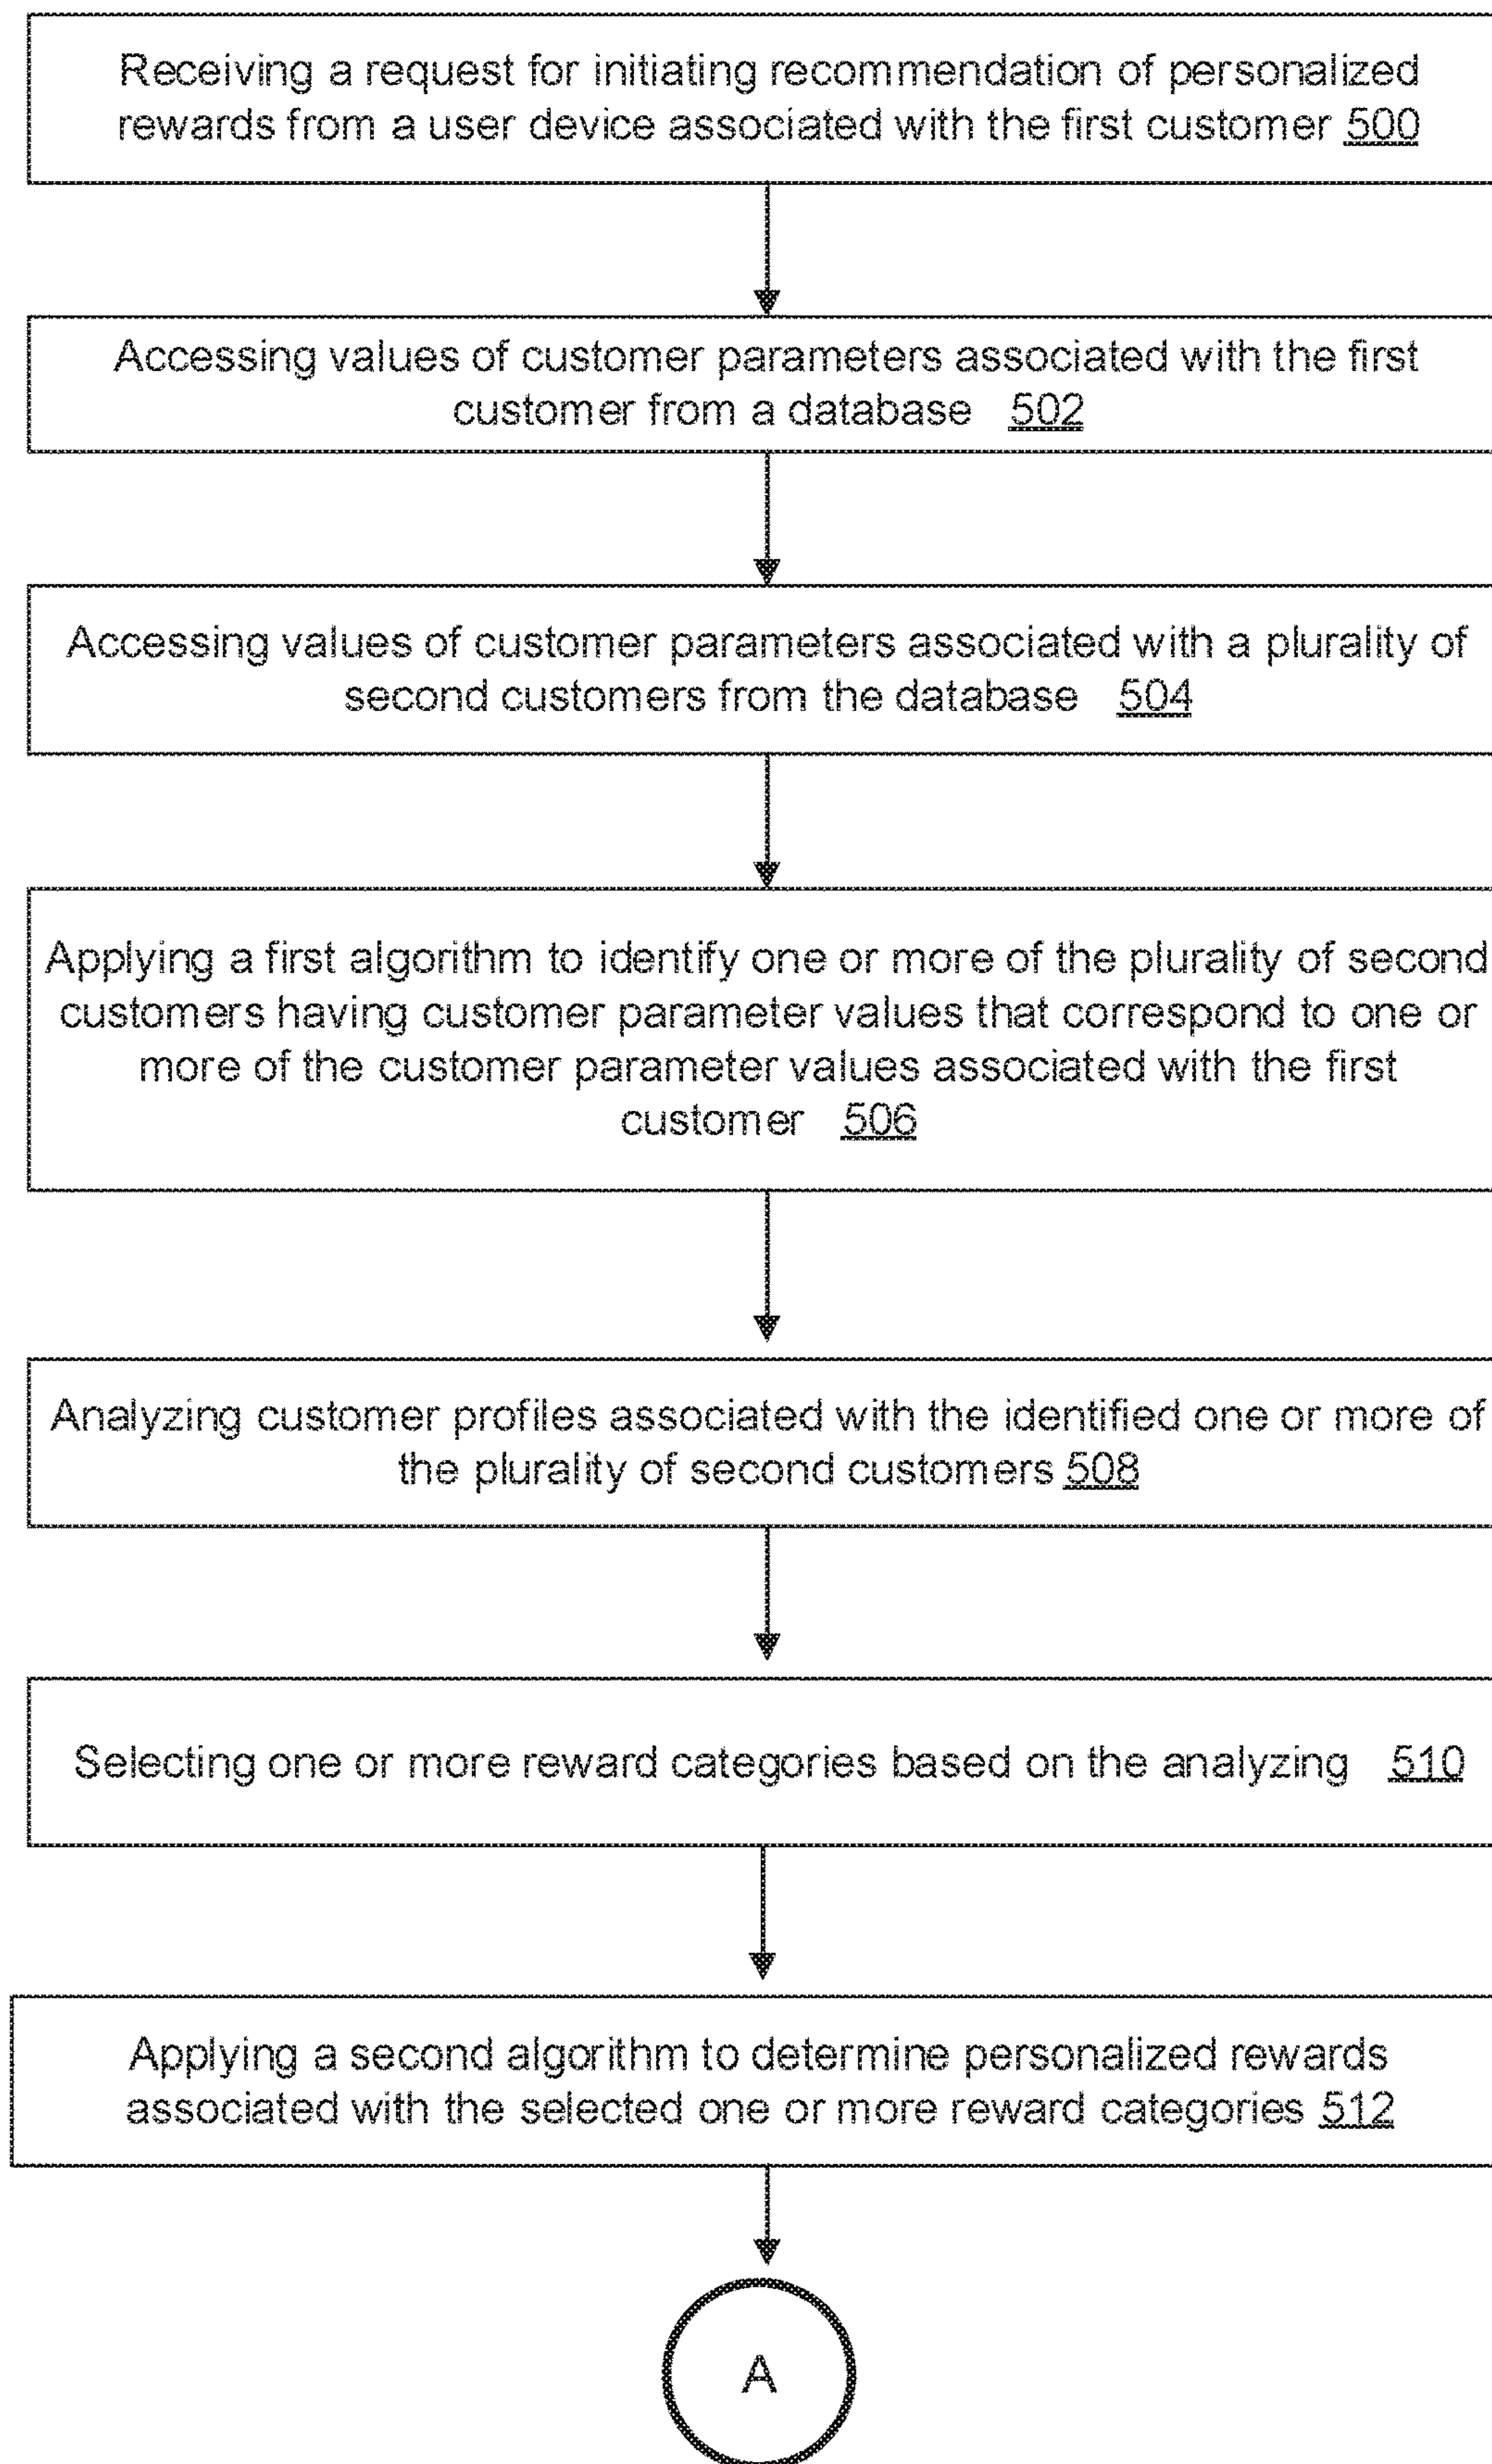 Receiving a request for initiating recommendation of personalized
rewards from a user device associated with the first customer 500
Accessing values of customer parameters associated with the first
customer from a database 502
Accessing values of customer parameters associated with a plurality of
second customers from the database 504
Applying a first algorithm to identify one or more of the plurality of second
customers having customer parameter values that correspond to one or
more of the customer parameter values associated with the first
customer 506
Analyzing customer profiles associated with the identified one or more of
the plurality of second customers 508
Selecting one or more reward categories based on the analyzing 510
Applying a second algorithm to determine personalized rewards
associated with the selected one or more reward categories 512
A